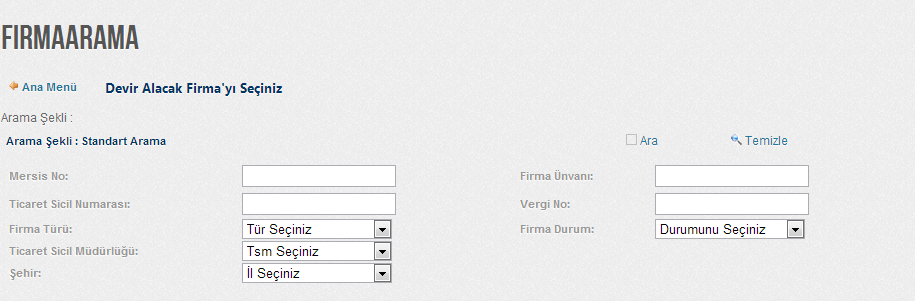 FIRMAARAMA
Ana Menü Devir Alacak Firma'yı Seçiniz
Arama Şekli :
Arama Şekli : Standart Arama Ara Temizle
Mersis No: Firma Ünvanı:
Ticaret Sicil Numarası: Vergi No:
Firma Türü: Tür Seçiniz Firma Durum: Durumunu Seçiniz
Ticaret Sicil Müdürlüğü: Tsm Seçiniz
Şehir: İl Seçiniz